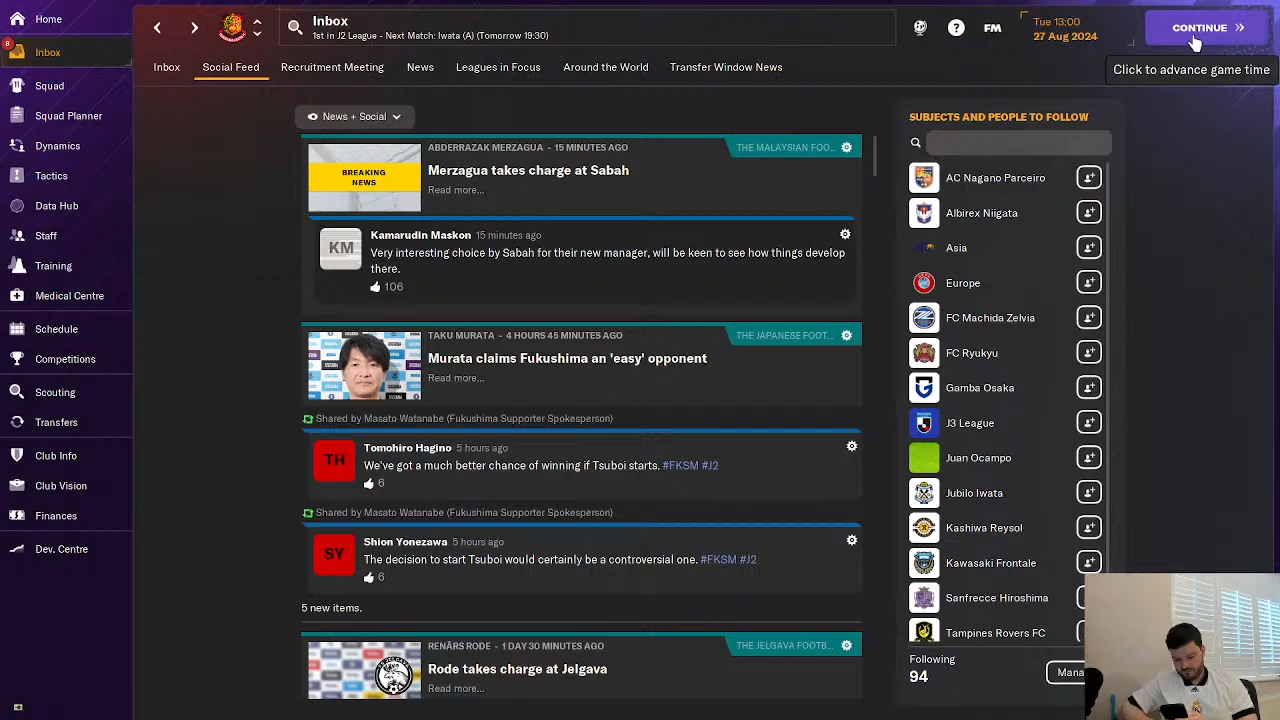 Home
8
Inbox
Squad
Squad Planner
Dynamics
Tactics
Data Hub
Staff
Training
Medical Centre
Schedule
Competitions
Scouting
Transfers
Club Info
Club Vision
Finances
Dev. Centre
Inbox
1st in J2 League - Next Match: Iwata (A) (Tomorrow 19:30)
?
FM
Tue 13:00
27 Aug 2024
CONTINUE
Click to advance game time
Inbox
Social Feed
Recruitment Meeting
News
Leagues in Focus
Around the World
Transfer Window News
News + Social
ABDERRAZAK MERZAGUA - 15 MINUTES AGO
THE MALAYSIAN FOO...
BREAKING
NEWS
Merzagua takes charge at Sabah
Read more...
KM
Kamarudin Maskon 15 minutes ago
Very interesting choice by Sabah for their new manager, will be keen to see how things develop
there.
106
TAKU MURATA - 4 HOURS 45 MINUTES AGO
THE JAPANESE FOOT...
Murata claims Fukushima an 'easy' opponent
Read more...
Shared by Masato Watanabe (Fukushima Supporter Spokesperson)
TH
Tomohiro Hagino 5 hours ago
We've got a much better chance of winning if Tsuboi starts. #FKSM #J2
6
Shared by Masato Watanabe (Fukushima Supporter Spokesperson)
SY
Shion Yonezawa 5 hours ago
The decision to start Tsuboi would certainly be a controversial one. #FKSM #J2
6
5 new items.
RENĀRS RODE - 1 DAY 30 MINUTES AGO
THE JELGAVA FOOTB...
Rode takes charge at Jelgava
Read more...
SUBJECTS AND PEOPLE TO FOLLOW
AC Nagano Parceiro
Albirex Niigata
Asia
Europe
FC Machida Zelvia
FC Ryukyu
Gamba Osaka
J3 League
Juan Ocampo
Jubilo Iwata
Kashiwa Reysol
Kawasaki Frontale
Sanfrecce Hiroshima
Tampines Rovers FC
Following
94
Mana